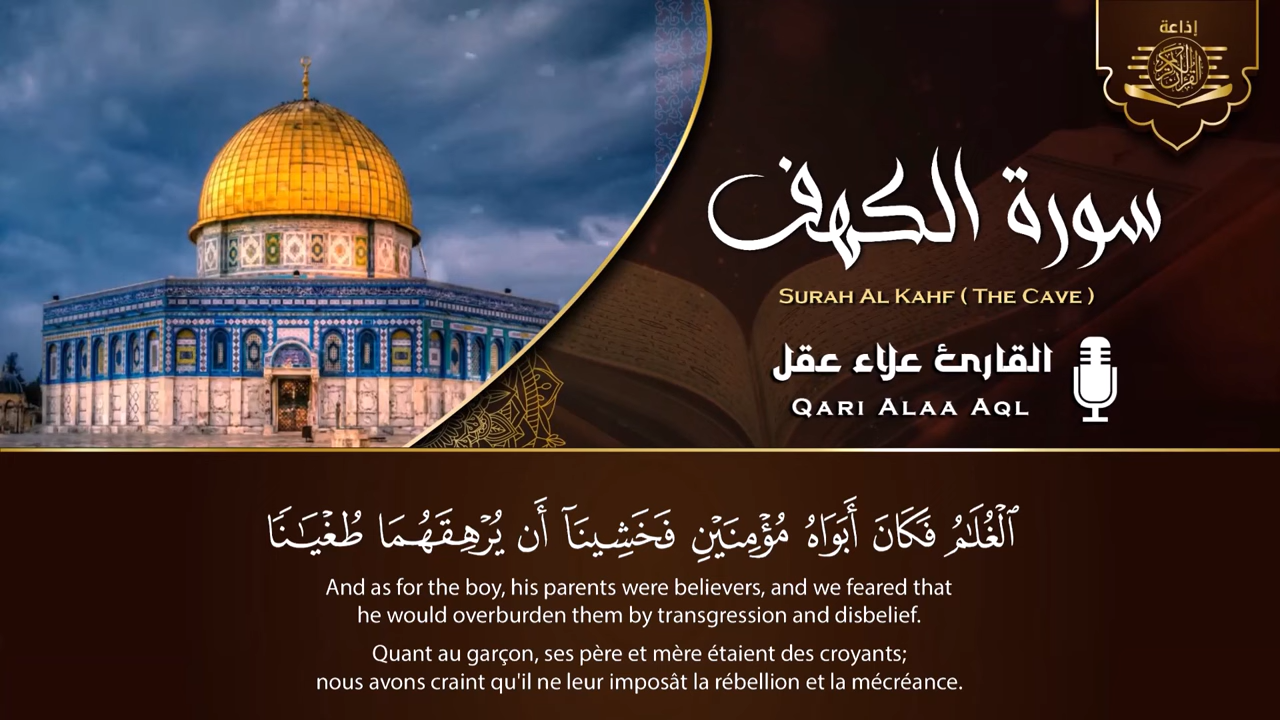 إذاعة
القرآن الكريم
سورة الكهف
SURAH AL KAHF ( THE CAVE )
القارئ علاء عقل
QARI ALAA AQL
ٱلْغُلَٰمُ فَكَانَ أَبَوَاهُ مُؤْمِنَيْنِ فَخَشِينَآ أَن يُرْهِقَهُمَا طُغْيَٰنًا
And as for the boy, his parents were believers, and we feared that
he would overburden them by transgression and disbelief.
Quant au garçon, ses père et mère étaient des croyants;
nous avons craint qu'il ne leur imposât la rébellion et la mécréance.